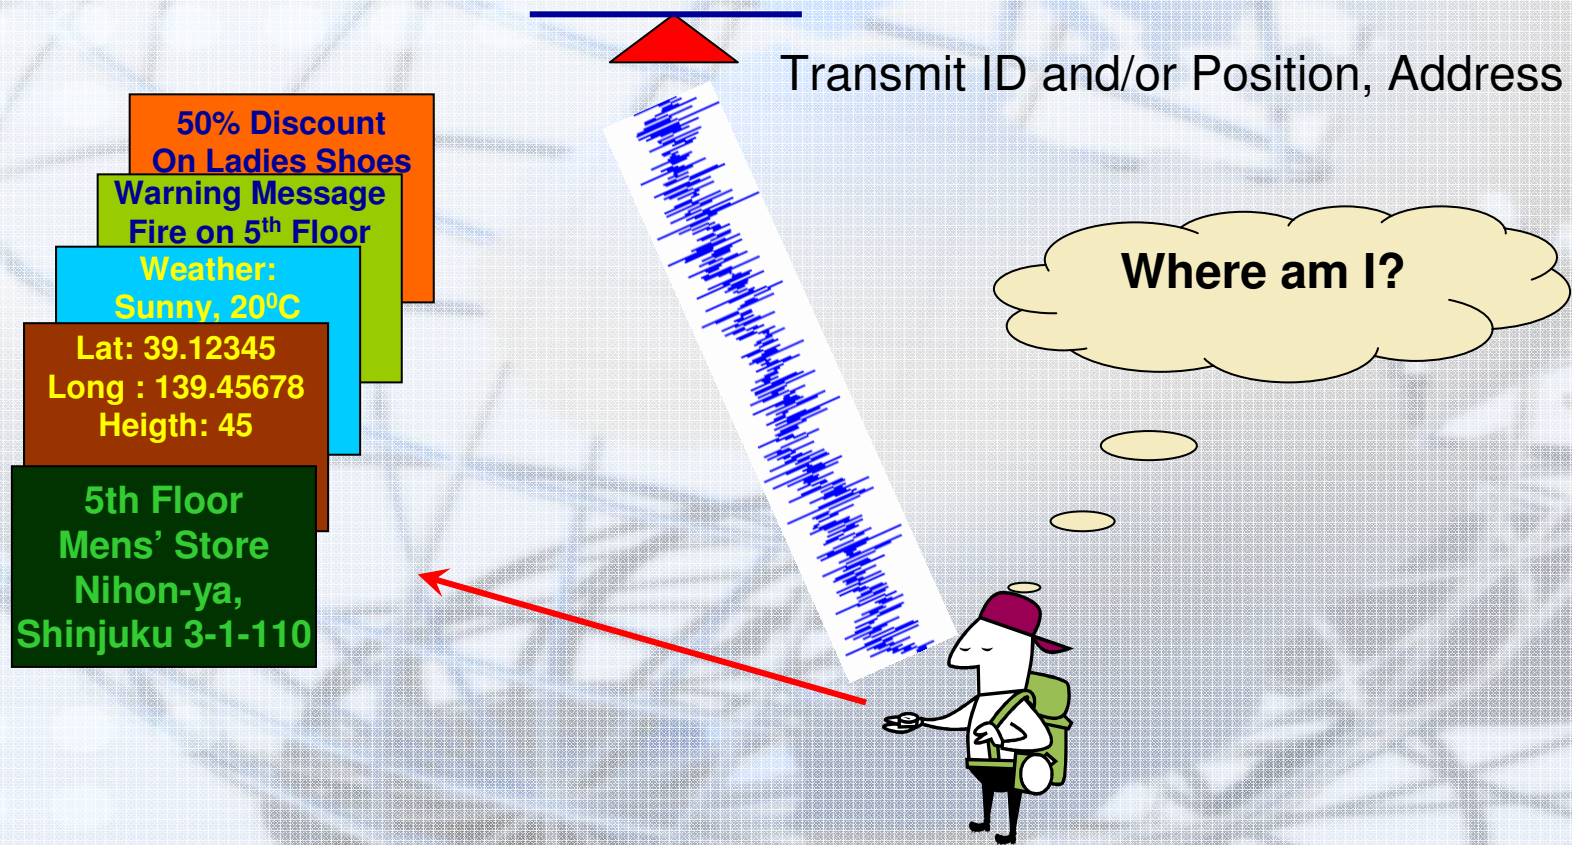 Transmit ID and/or Position, Address
50% Discount
On Ladies Shoes
Warning Message
Fire on 5th Floor
Weather:
Sunny, 20⁰C
Lat: 39.12345
Long : 139.45678
Heigth: 45
5th Floor
Mens’ Store
Nihon-ya,
Shinjuku 3-1-110
Where am I?